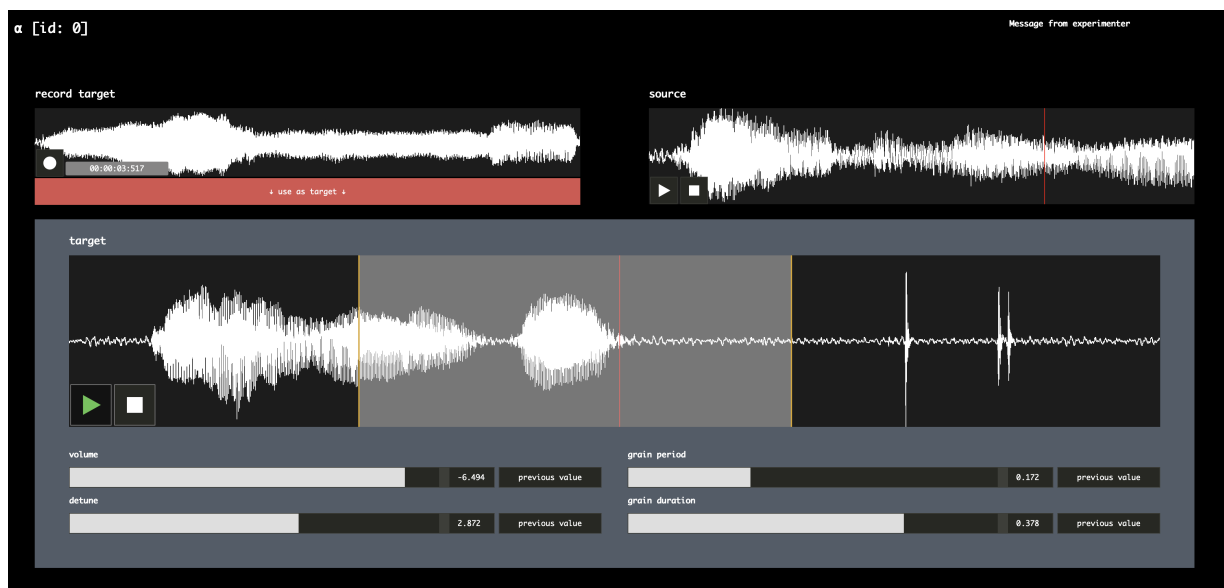 α [id: 0]
Message from experimenter
record target
source
00:00:03:517
↓ use as target ↓
target
volume
grain period
-6.494
previous value
0.172
previous value
detune
grain duration
2.872
previous value
0.378
previous value